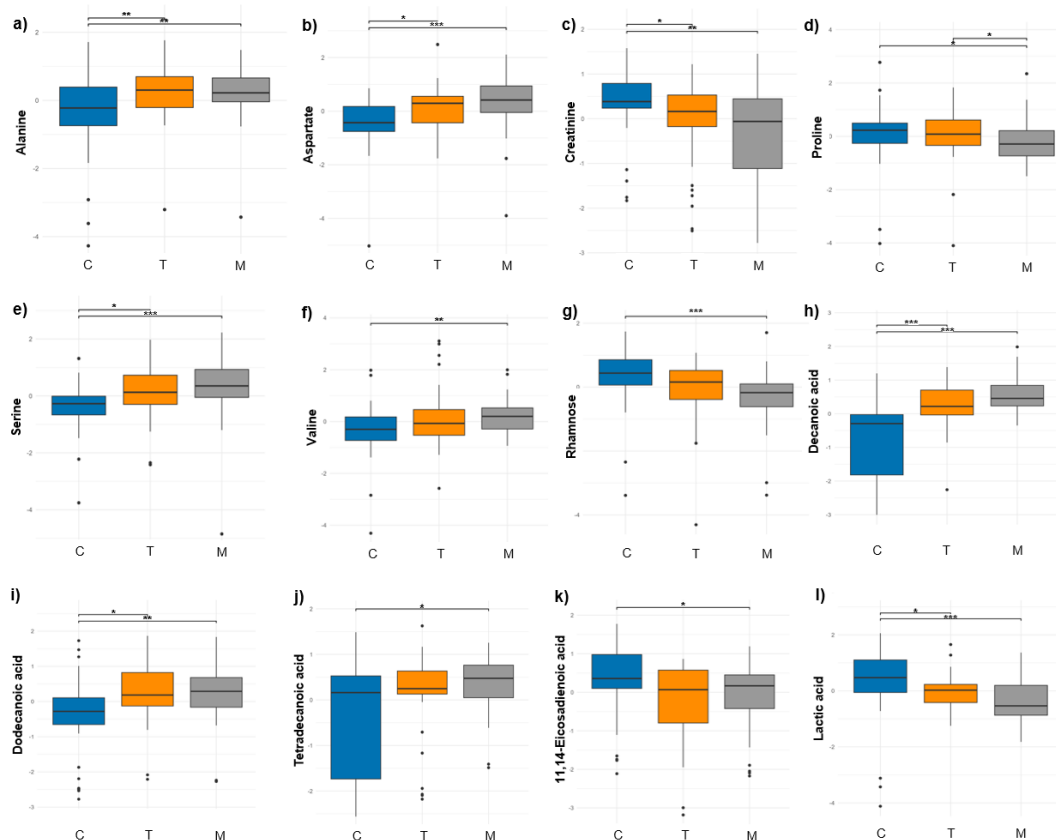 a)
**
**
Alanine
2
0
-2
-4
C T M
b)
*
***
Aspartate
2
0
-2
-4
C T M
c)
*
**
Creatinine
1
0
-1
-2
-3
C T M
d)
*
*
Proline
4
2
0
-2
-4
C T M
e)
*
***
Serine
2
0
-2
-4
C T M
f)
**
Valine
4
2
0
-2
-4
C T M
g)
***
Rhamnose
2
0
-2
-4
C T M
h)
***
***
Decanoic acid
3
2
1
0
-1
-2
-3
C T M
i)
*
**
Dodecanoic acid
2
1
0
-1
-2
-3
C T M
j)
*
Tetradecanoic acid
2
1
0
-1
-2
C T M
k)
*
11,14-Eicosadienoic acid
2
1
0
-1
-2
-3
C T M
l)
*
***
Lactic acid
2
0
-2
-4
C T M